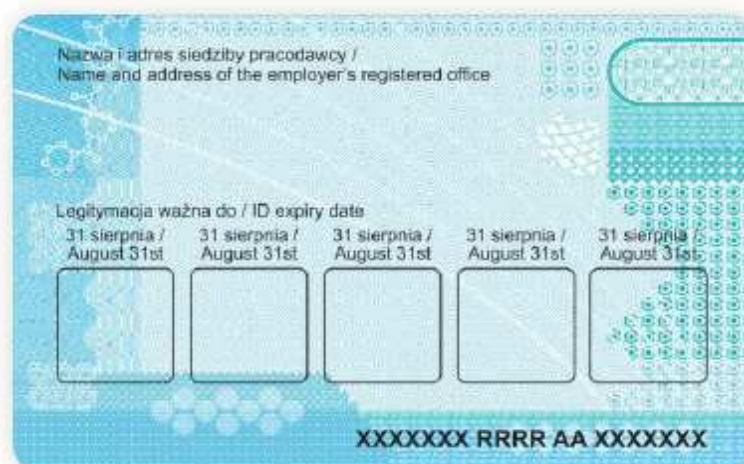 Nazwa i adres siedziby pracodawcy /
Name and address of the employer's registered office
Legitymacja ważna do / ID expiry date
31 sierpnia / 31 sierpnia / 31 sierpnia / 31 sierpnia / 31 sierpnia /
August 31st August 31st August 31st August 31st August 31st
XXXXXXX RRRR AA XXXXXXX